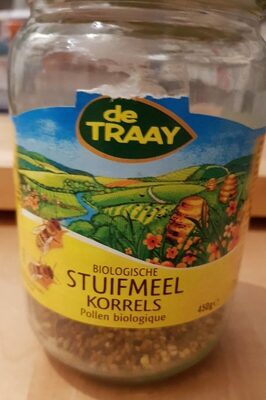 de
TRAAY
BIOLOGISCHE
STUIFMEEL
KORRELS
Pollen biologique
450g e